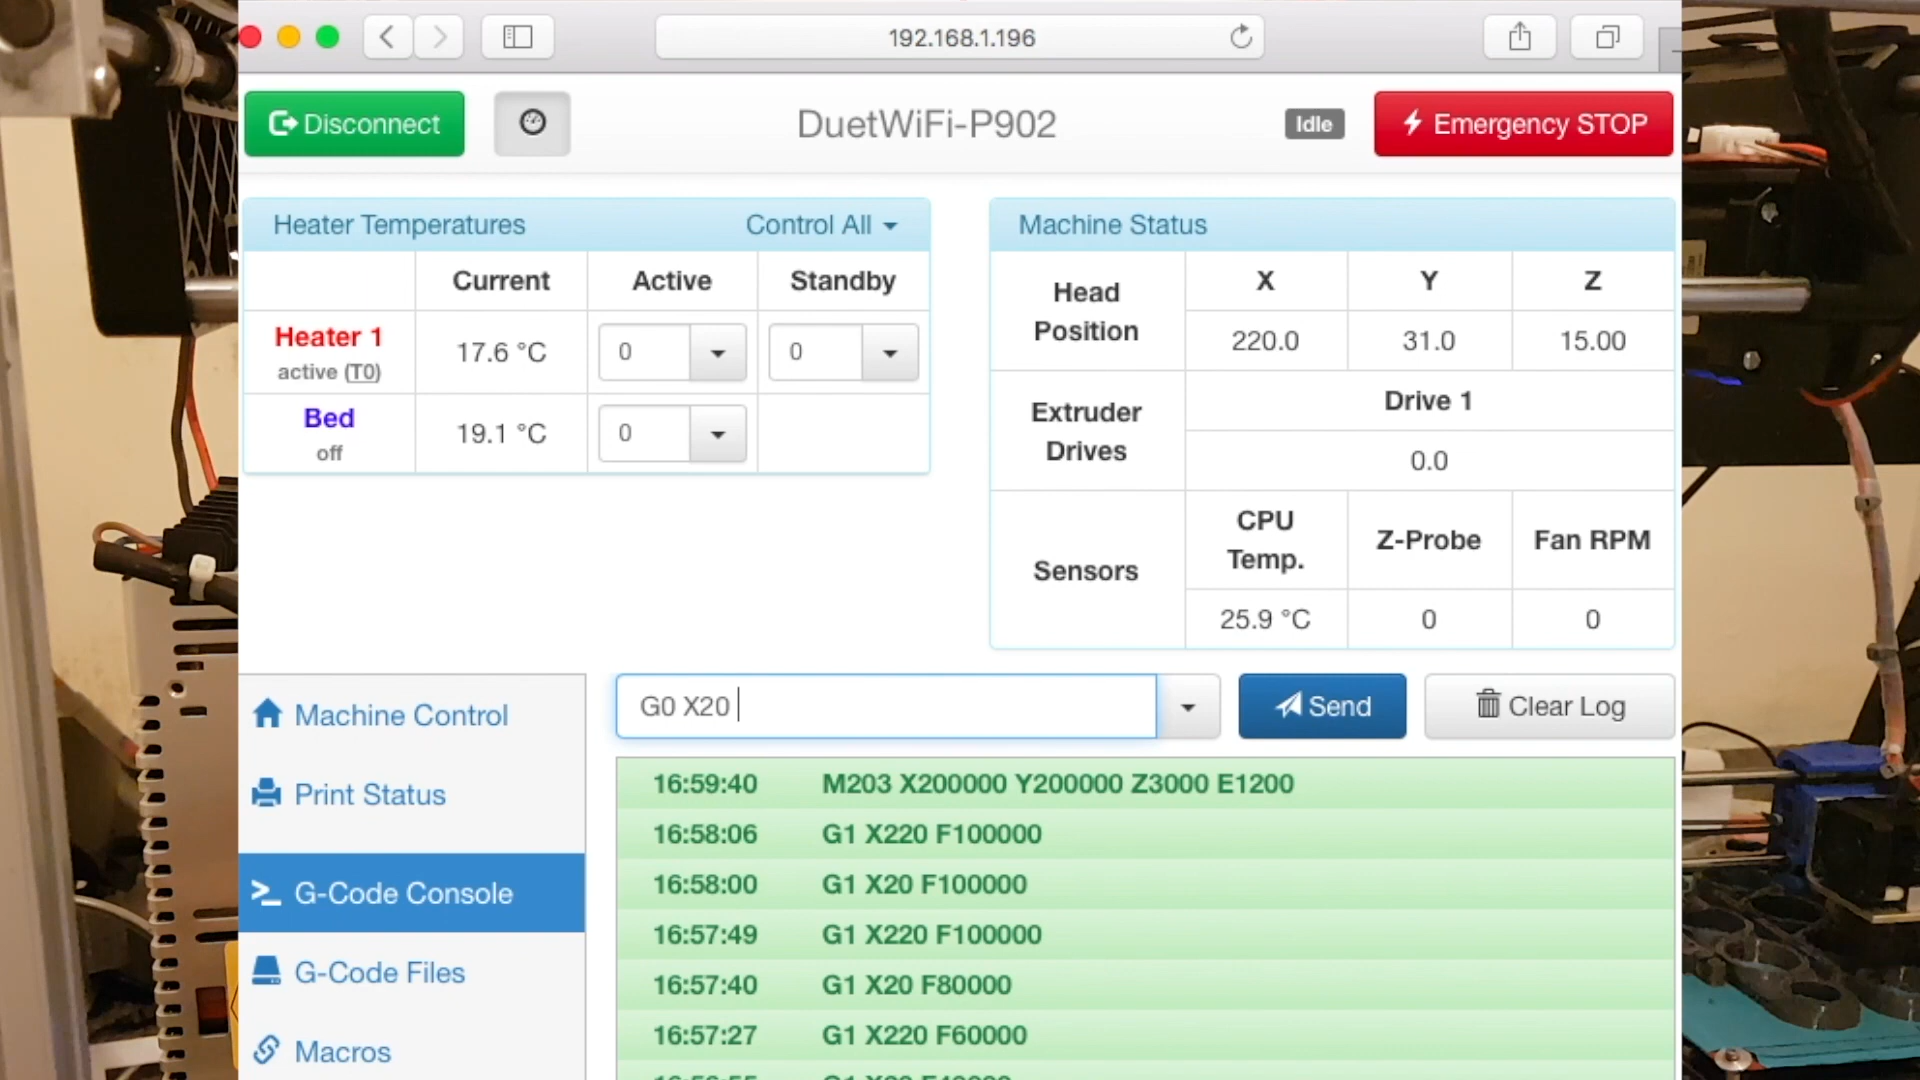 192.168.1.196
Disconnect
DuetWiFi-P902
Idle
Emergency STOP
Heater Temperatures
Control All
Current Active Standby
Heater 1
active (T0)
17.6 °C
0
0
Bed
off
19.1 °C
0
Machine Status
Head
Position
X Y Z
220.0 31.0 15.00
Extruder
Drives
Drive 1
0.0
Sensors
CPU
Temp.
Z-Probe
Fan RPM
25.9 °C 0 0
Machine Control
Print Status
G-Code Console
G-Code Files
Macros
G0 X20
Send
Clear Log
16:59:40 M203 X200000 Y200000 Z3000 E1200
16:58:06 G1 X220 F100000
16:58:00 G1 X20 F100000
16:57:49 G1 X220 F100000
16:57:40 G1 X20 F80000
16:57:27 G1 X220 F60000